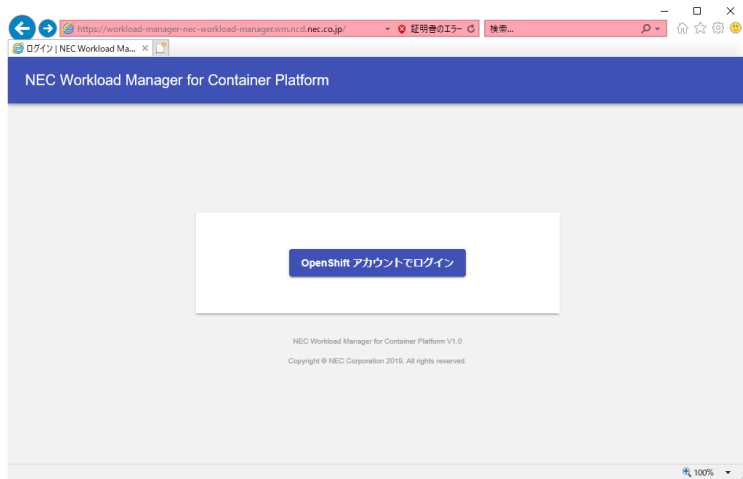 https://workload-manager-nec-workload-manager.wm.ncd.nec.co.jp/
証明書のエラー
検索...
ログイン | NEC Workload Ma...
NEC Workload Manager for Container Platform
OpenShift アカウントでログイン
NEC Workload Manager for Container Platform V1.0
Copyright © NEC Corporation 2019. All rights reserved.
100%